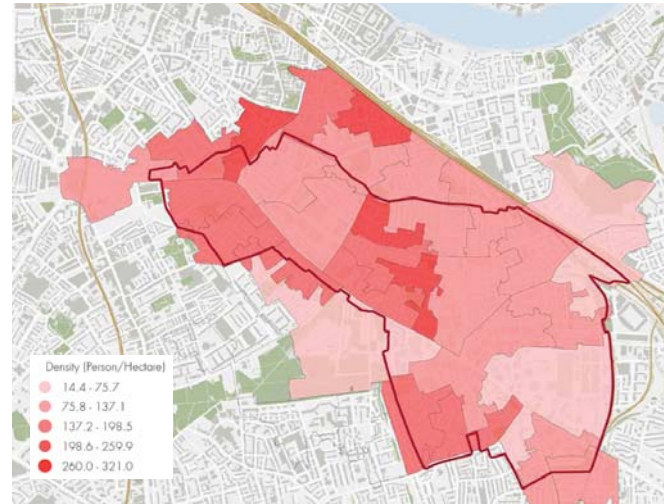 Density (Person/Hectare)
14.4 - 75.7
75.8 - 137.1
137.2 - 198.5
198.6 - 259.9
260.0 - 321.0